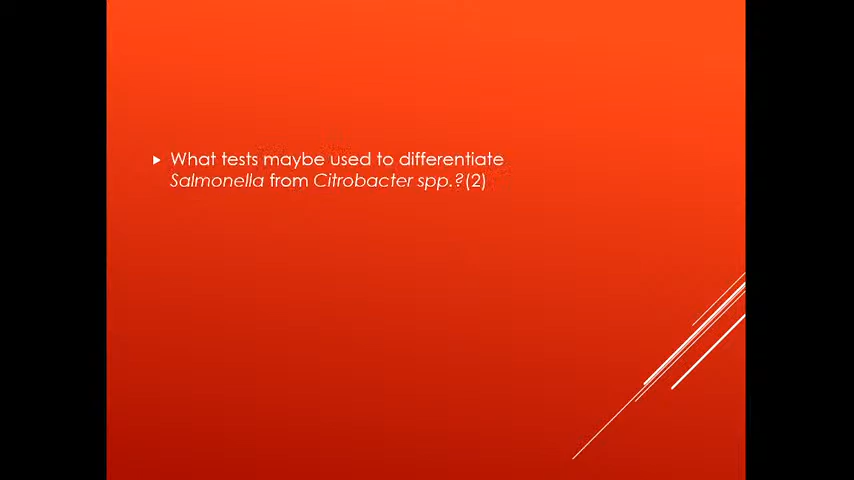 What tests maybe used to differentiate
Salmonella from Citrobacter spp.?(2)